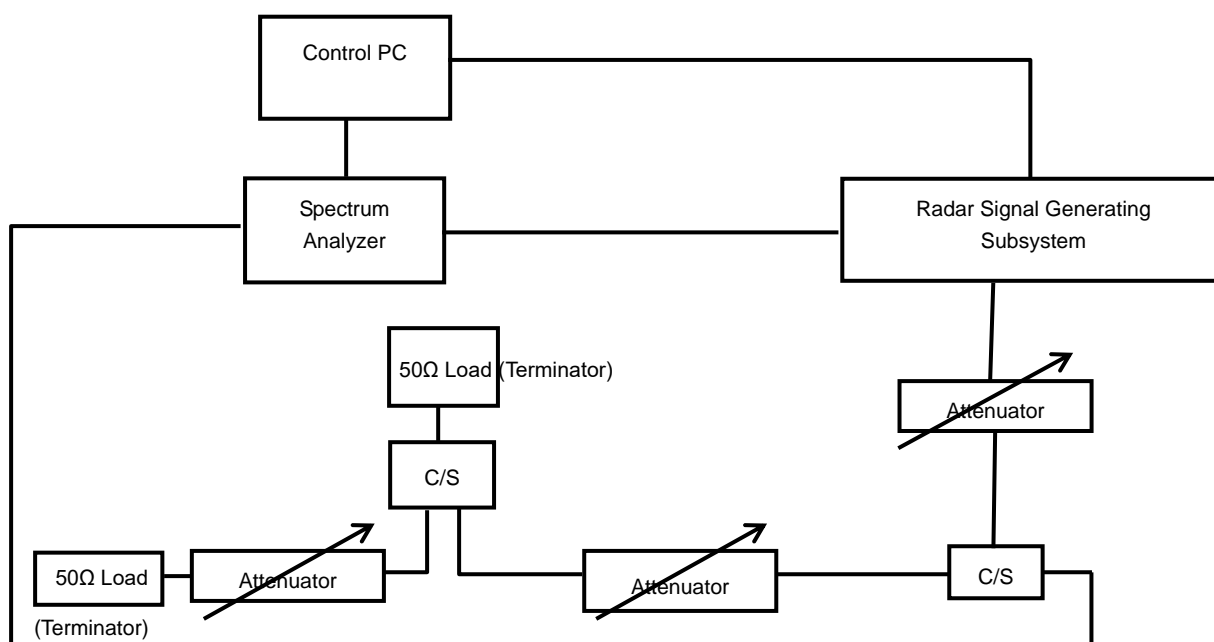 Control PC
Spectrum
Analyzer
Radar Signal Generating
Subsystem
50Ω Load (Terminator)
Attenuator
C/S
50Ω Load
(Terminator)
Attenuator
Attenuator
C/S